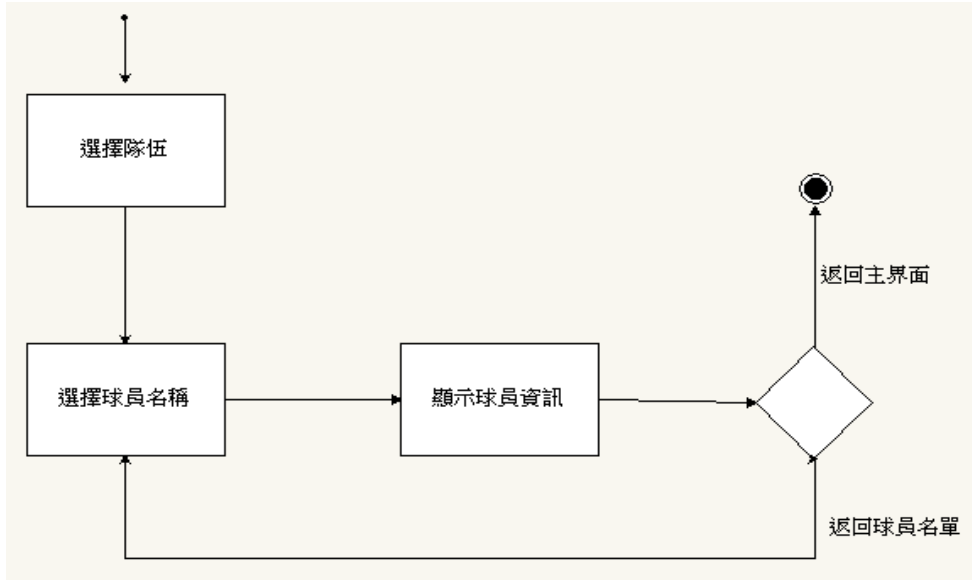 選擇隊伍
返回主界面
選擇球員名稱
顯示球員資訊
返回球員名單